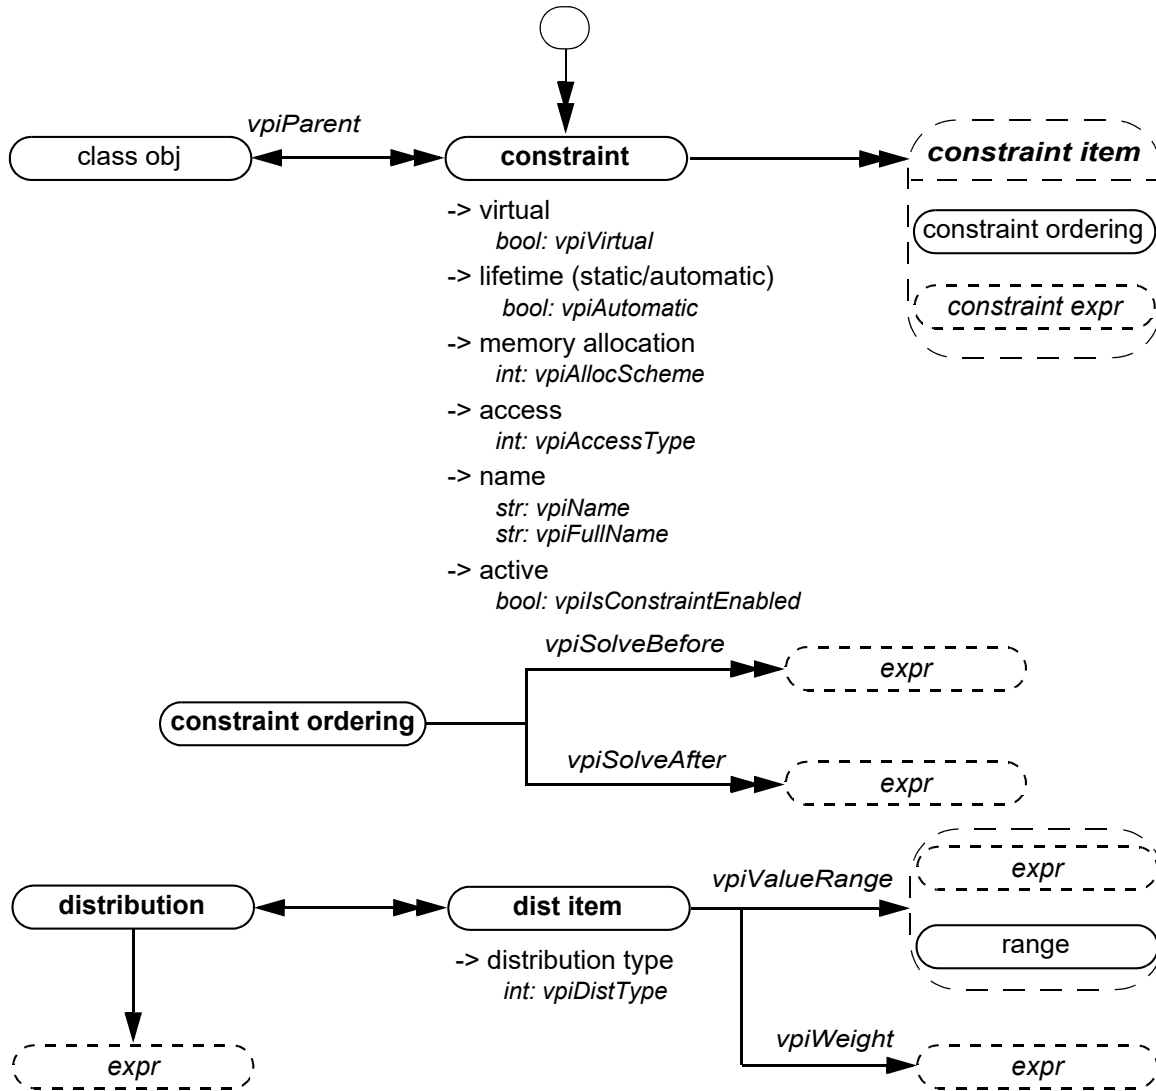 vpiParent
class obj
constraint
constraint item
-> virtual
bool: vpiVirtual
-> lifetime (static/automatic)
bool: vpiAutomatic
-> memory allocation
int: vpiAllocScheme
-> access
int: vpiAccessType
-> name
str: vpiName
str: vpiFullName
-> active
bool: vpiIsConstraintEnabled
constraint ordering
constraint expr
vpiSolveBefore
expr
constraint ordering
vpiSolveAfter
expr
distribution
dist item
vpiValueRange
expr
range
-> distribution type
int: vpiDistType
vpiWeight
expr
expr